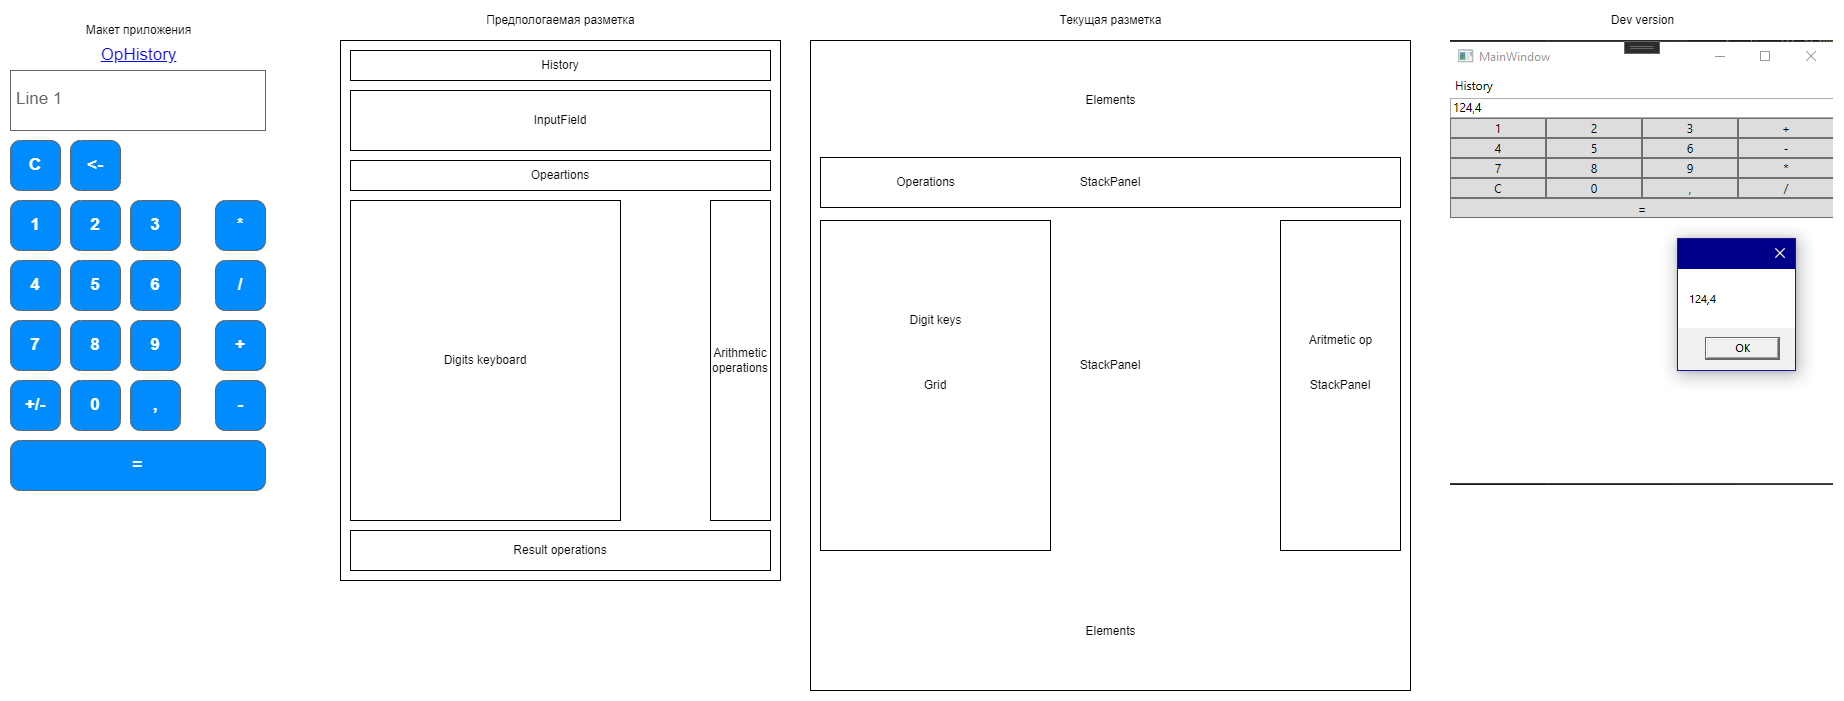 Макет приложения
OpHistory
Line 1
C <-
1 2 3 *
4 5 6 /
7 8 9 +
+/- 0 , -
=
Предпологаемая разметка
History
InputField
Opeartions
Digits keyboard
Arithmetic
operations
Result operations
Текущая разметка
Elements
Operations StackPanel
Digit keys
Grid
StackPanel
Aritmetic op
StackPanel
Elements
Dev version
MainWindow
History
124,4
1 2 3 +
4 5 6 -
7 8 9 *
C 0 , /
=
124,4
OK